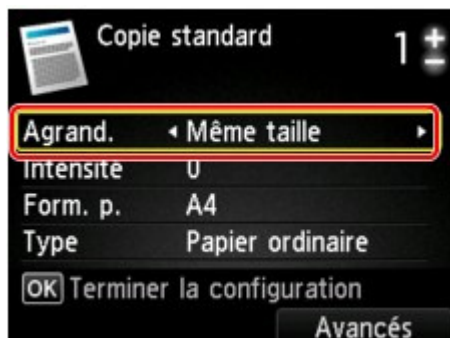 Copie standard 1
Agrand. Même taille
Intensité 0
Form. p. A4
Type Papier ordinaire
OK Terminer la configuration
Avancés